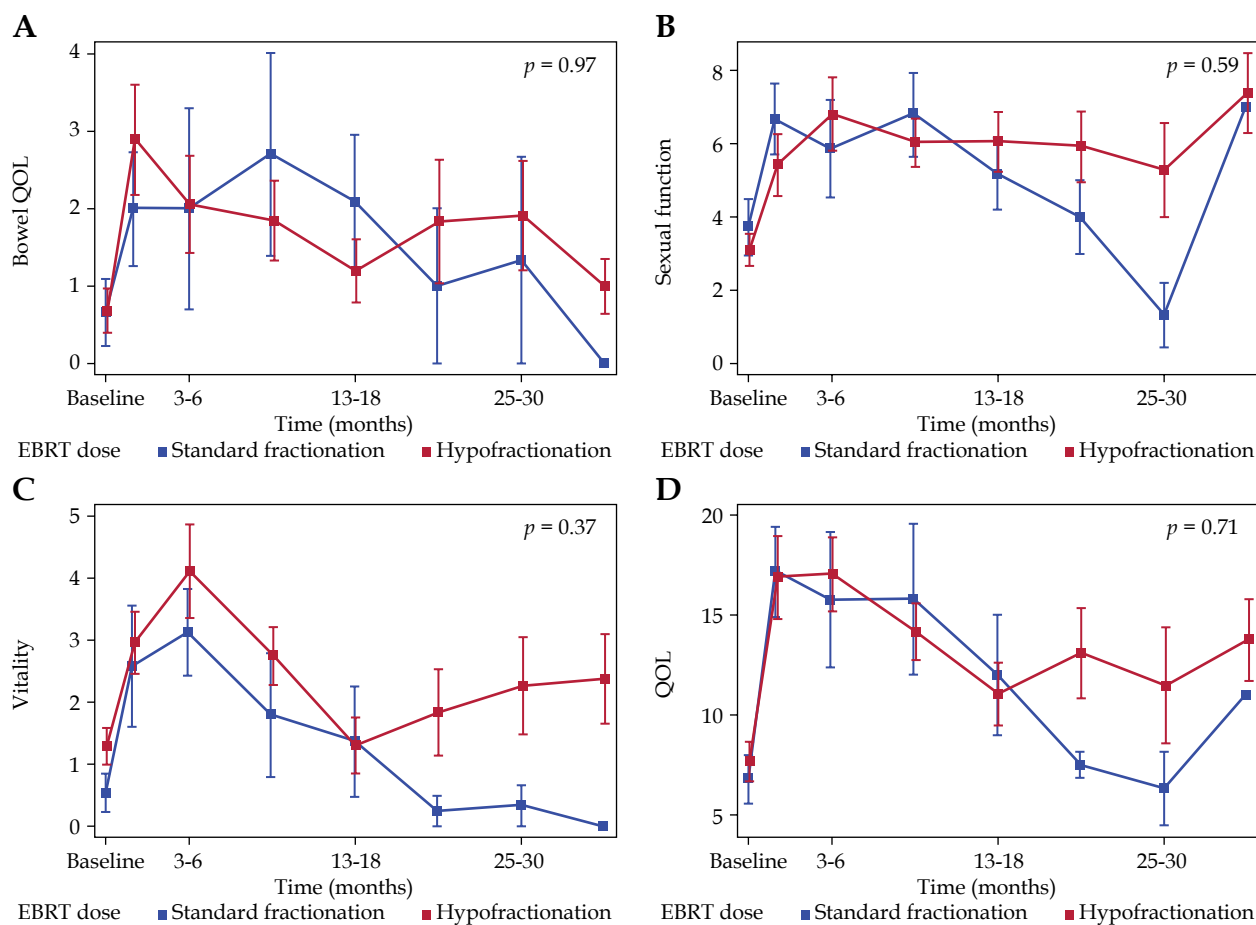 A
4
3
2
1
0
Bowel QOL
p = 0.97
Baseline 3-6 13-18 25-30
Time (months)
EBRT dose Standard fractionation Hypofractionation
B
8
6
4
2
0
Sexual function
p = 0.59
Baseline 3-6 13-18 25-30
Time (months)
EBRT dose Standard fractionation Hypofractionation
C
5
4
3
2
1
0
Vitality
p = 0.37
Baseline 3-6 13-18 25-30
Time (months)
EBRT dose Standard fractionation Hypofractionation
D
20
15
10
5
QOL
p = 0.71
Baseline 3-6 13-18 25-30
Time (months)
EBRT dose Standard fractionation Hypofractionation